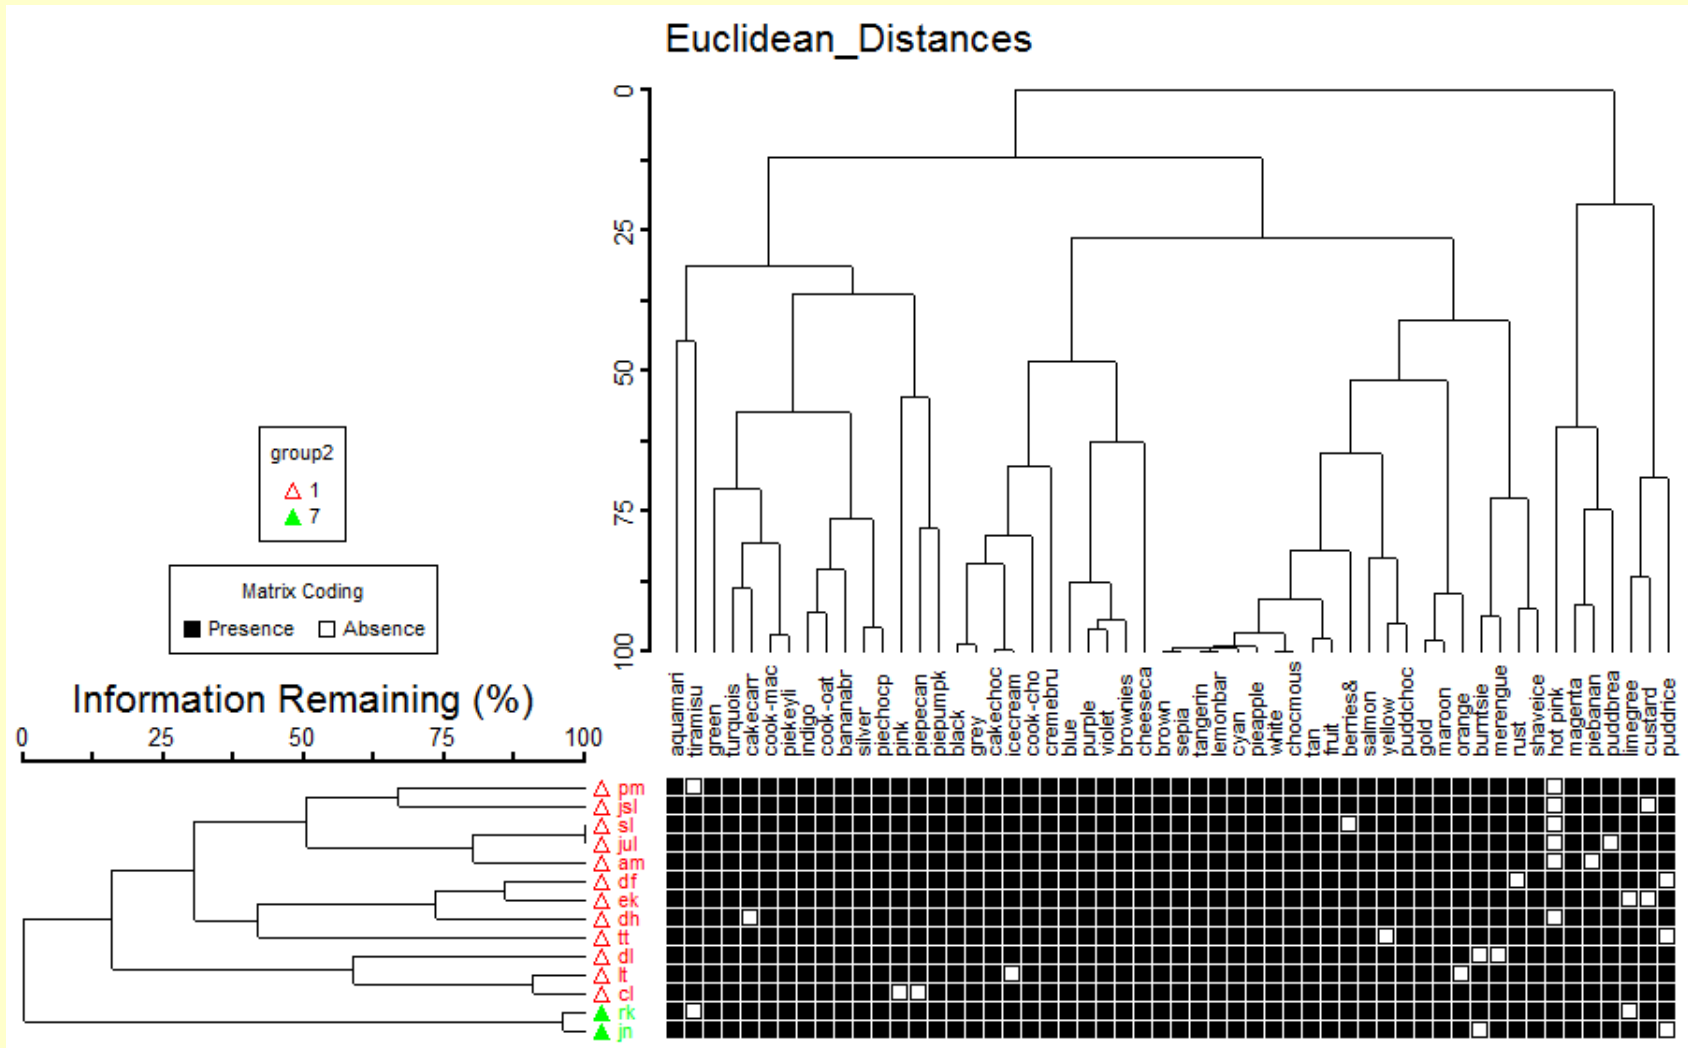 Euclidean_Distances
0
25
50
75
100
group2
1
7
Matrix Coding
Presence Absence
Information Remaining (%)
0 25 50 75 100
aquamari
tiramisu
green
turquois
cakecarr
cook-mac
piekeyli
indigo
cook-oat
bananabr
silver
piechocp
pink
piepecan
piepumpk
black
grey
cakechoc
icecream
cook-cho
cremebru
blue
purple
violet
brownies
cheeseca
brown
sepia
tangerin
lemonbar
cyan
pieapple
white
chocmous
tan
fruit
berries&
salmon
yellow
puddchoc
gold
maroon
orange
burntsie
merrengue
rust
shaveice
hot pink
magenta
piebanan
puddbrea
limegree
custard
puddrice
pm
jsl
sl
jul
am
df
ek
dh
tt
dl
lt
cl
rk
jn